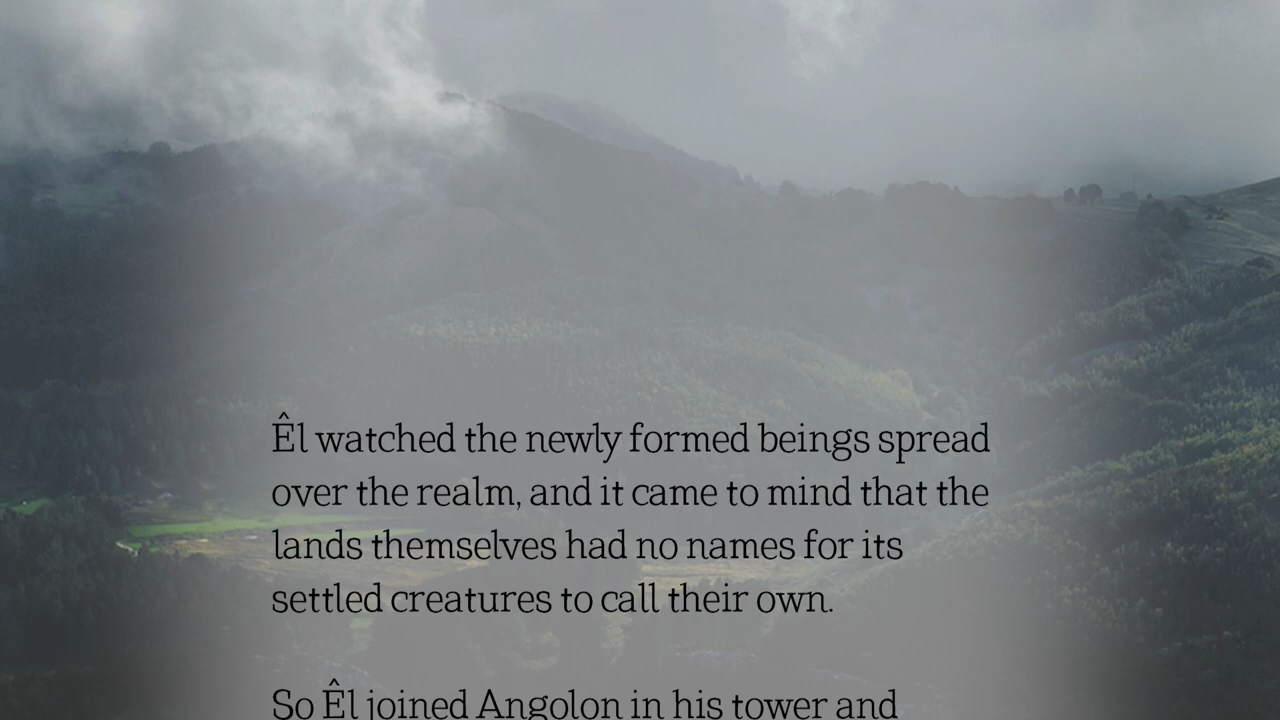 Êl watched the newly formed beings spread
over the realm, and it came to mind that the
lands themselves had no names for its
settled creatures to call their own.
So Êl joined Angolon in his tower and